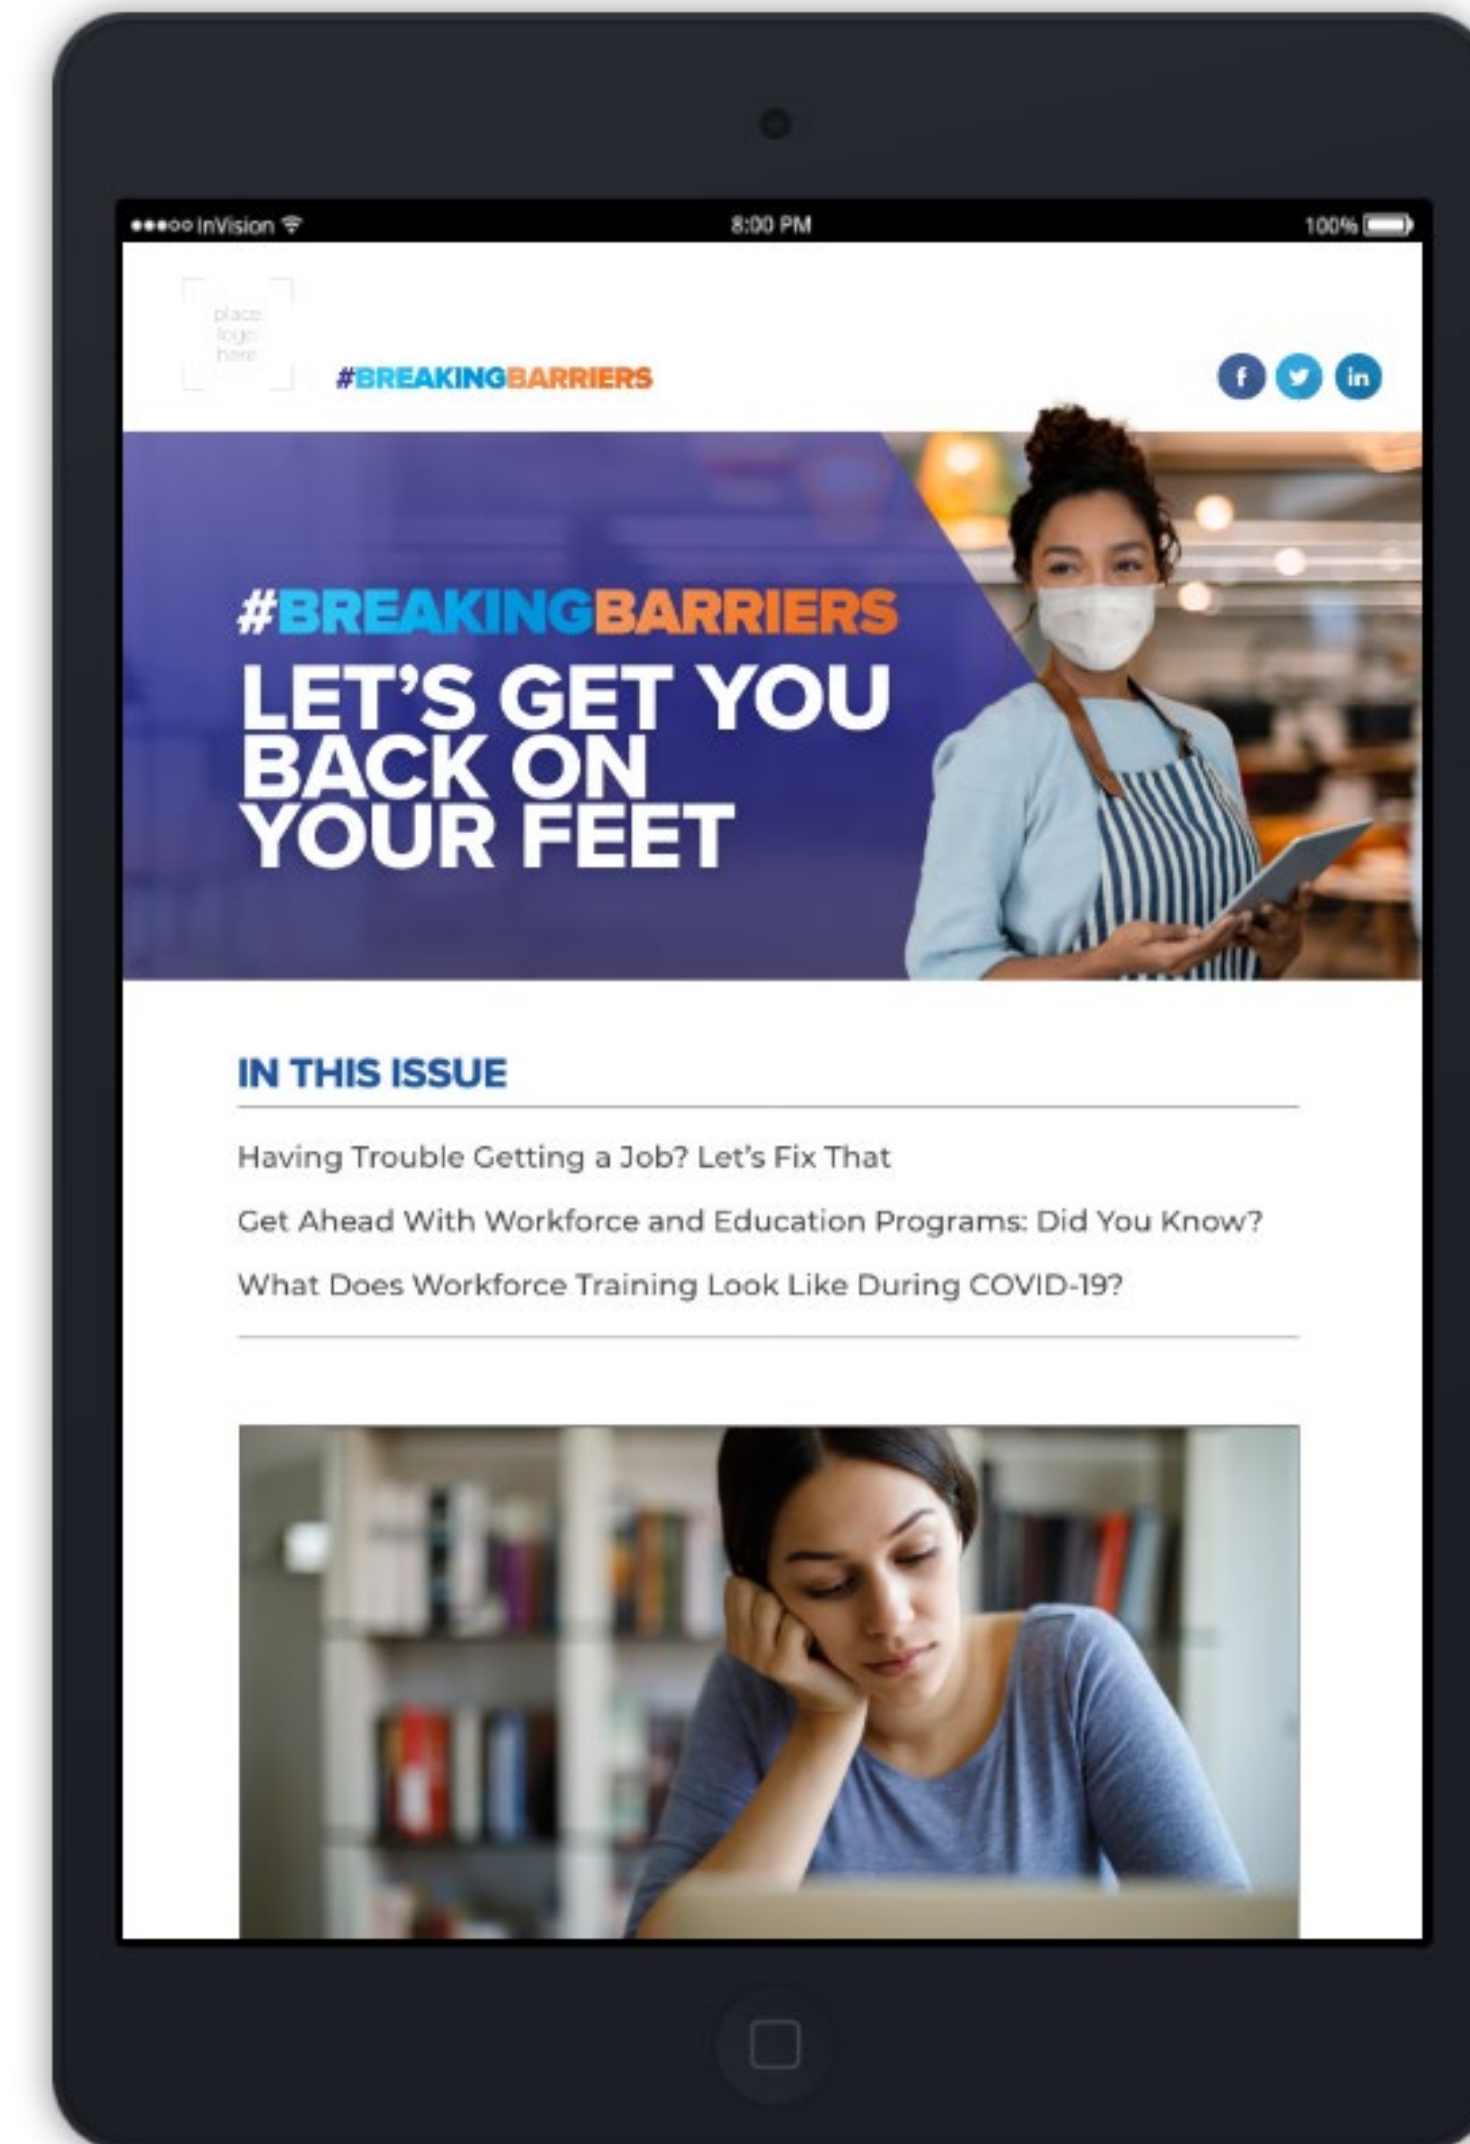 InVision
8:00 PM
100%
place
logo
here
#BREAKINGBARRIERS
f
in
#BREAKINGBARRIERS
LET'S GET YOU
BACK ON
YOUR FEET
IN THIS ISSUE
Having Trouble Getting a Job? Let's Fix That
Get Ahead With Workforce and Education Programs: Did You Know?
What Does Workforce Training Look Like During COVID-19?